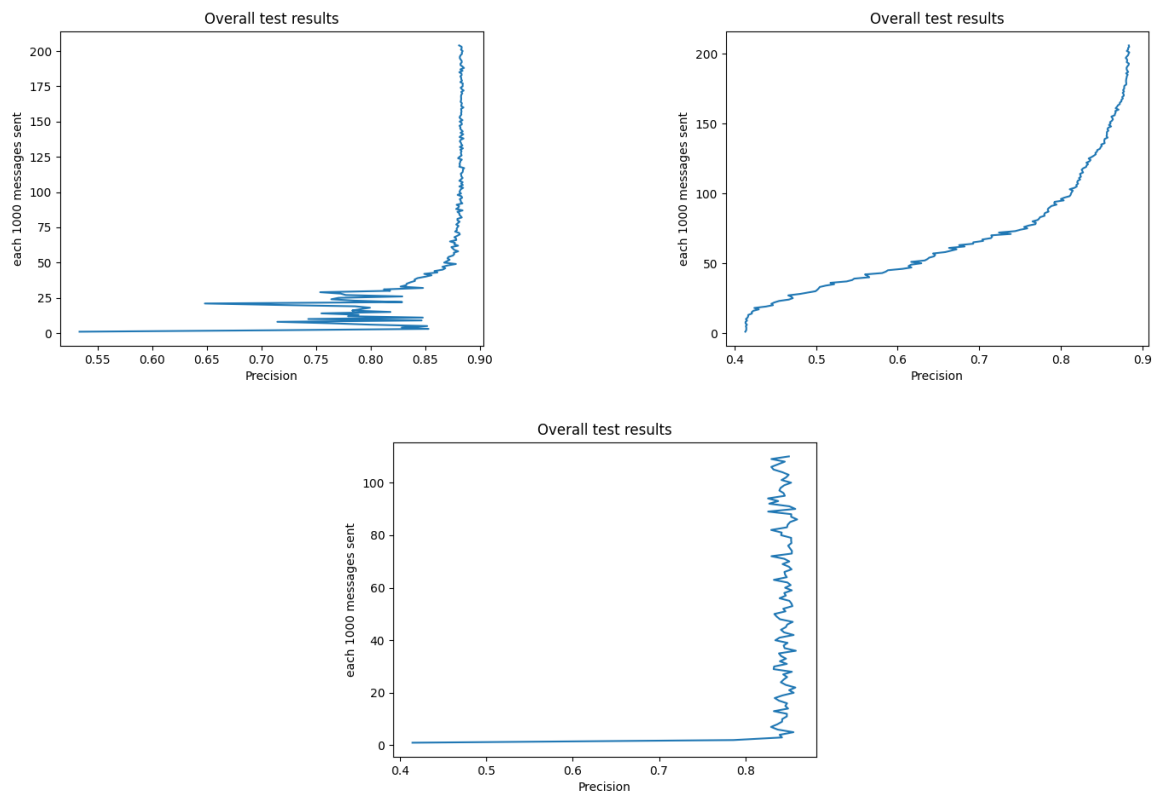 Overall test results
each 1000 messages sent
200
175
150
125
100
75
50
25
0
0.55 0.60 0.65 0.70 0.75 0.80 0.85 0.90
Precision
Overall test results
each 1000 messages sent
200
150
100
50
0
0.4 0.5 0.6 0.7 0.8 0.9
Precision
Overall test results
each 1000 messages sent
100
80
60
40
20
0
0.4 0.5 0.6 0.7 0.8
Precision